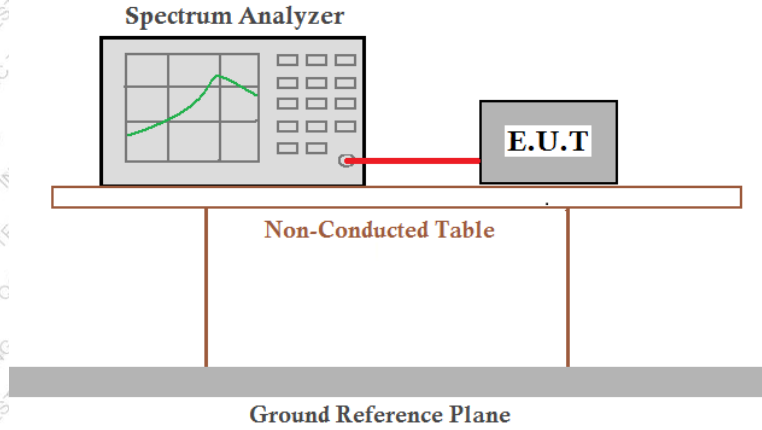 Spectrum Analyzer
E.U.T
Non-Conducted Table
Ground Reference Plane